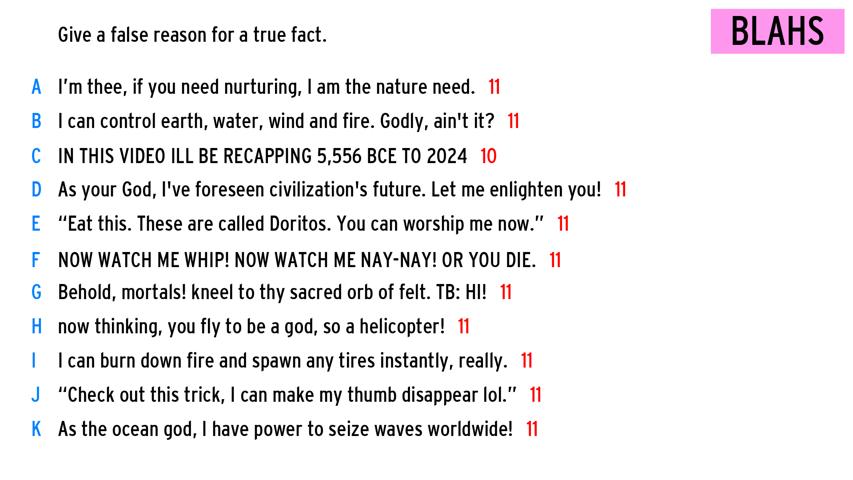 Give a false reason for a true fact.
BLAHS
A I'm thee, if you need nurturing, I am the nature need. 11
B I can control earth, water, wind and fire. Godly, ain't it? 11
C IN THIS VIDEO ILL BE RECAPPING 5,556 BCE TO 2024 10
D As your God, I've foreseen civilization's future. Let me enlighten you! 11
E “Eat this. These are called Doritos. You can worship me now.” 11
F NOW WATCH ME WHIP! NOW WATCH ME NAY-NAY! OR YOU DIE. 11
G Behold, mortals! kneel to thy sacred orb of felt. TB: HI! 11
H now thinking, you fly to be a god, so a helicopter! 11
I I can burn down fire and spawn any tires instantly, really. 11
J “Check out this trick, I can make my thumb disappear lol.” 11
K As the ocean god, I have power to seize waves worldwide! 11